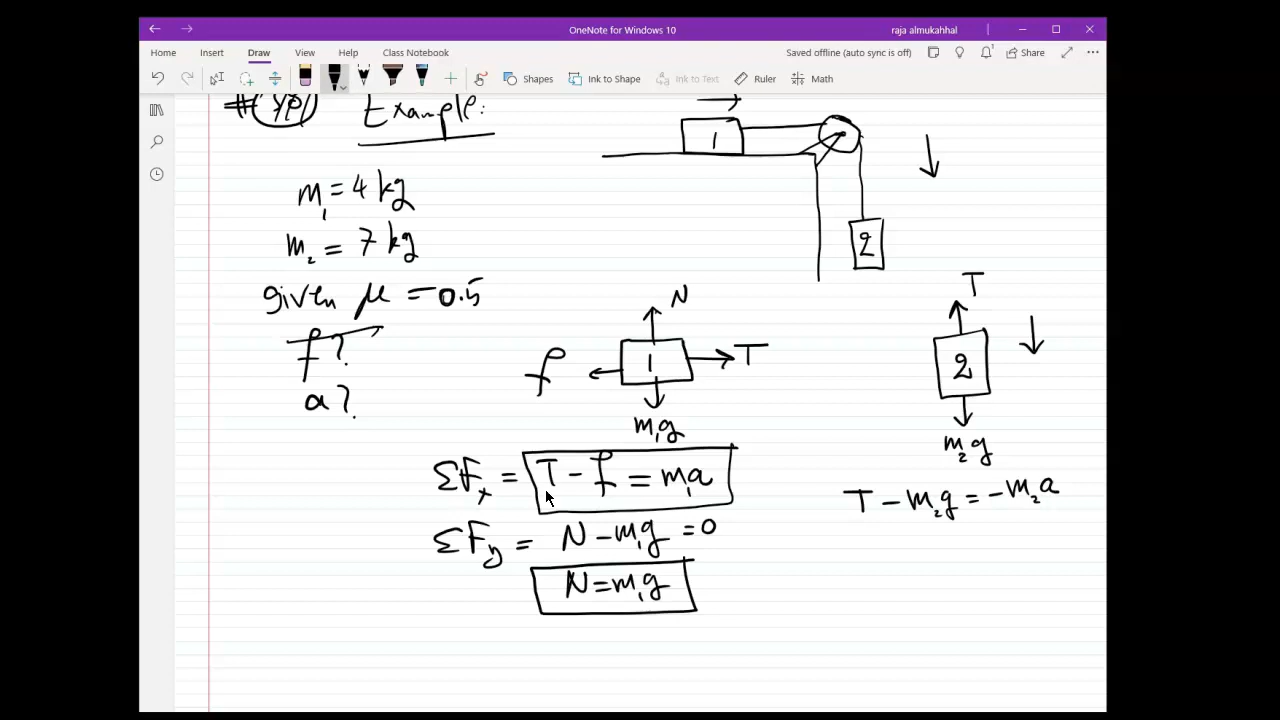 OneNote for Windows 10
raja almukahhal
Home Insert Draw View Help Class Notebook
Saved offline (auto sync is off)
Share
Shapes Ink to Shape Ink to Text Ruler Math
Example:
1
m₁ = 4 kg
m₂ = 7 kg
2
given μ = 0.5
f?
a?
N
T
f
1
T
2
m₁g
m₂g
ΣFₓ = T - f = m₁a
T - m₂g = -m₂a
ΣFy = N - m₁g = 0
N = m₁g